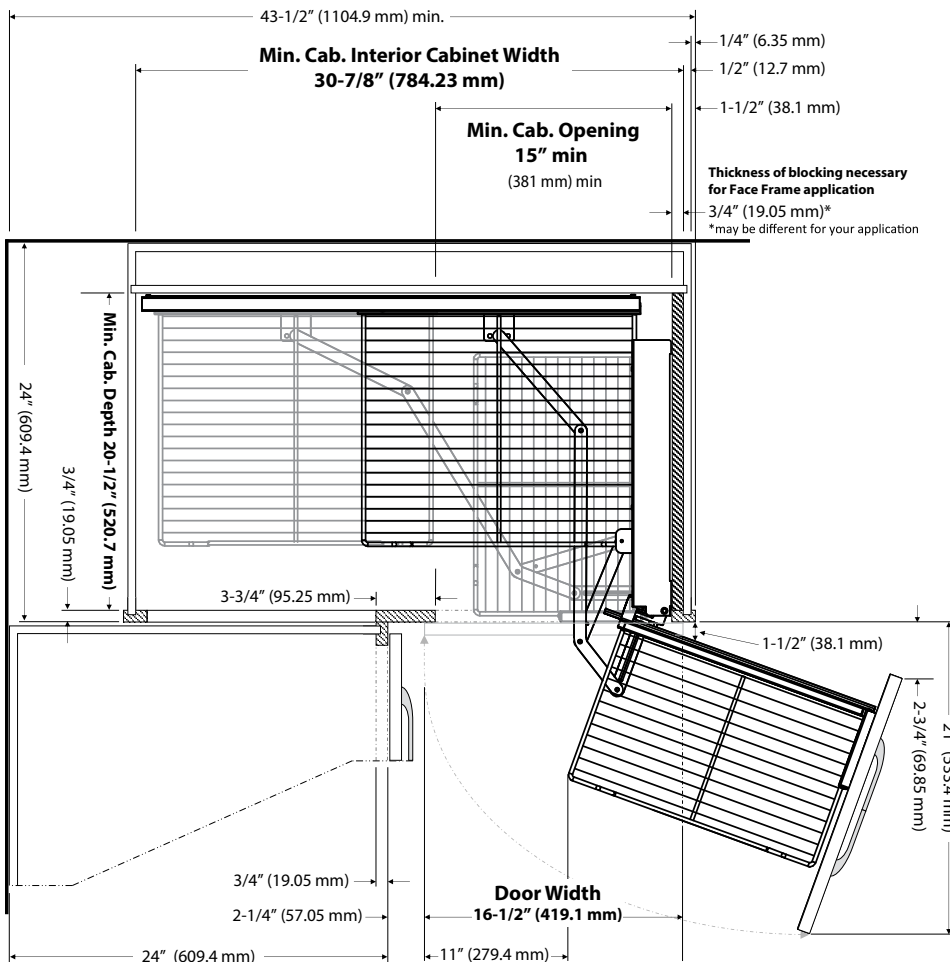 43-1/2” (1104.9 mm) min.
1/4” (6.35 mm)
Min. Cab. Interior Cabinet Width
30-7/8” (784.23 mm)
1/2” (12.7 mm)
1-1/2” (38.1 mm)
Min. Cab. Opening
15” min
(381 mm) min
Thickness of blocking necessary
for Face Frame application
3/4” (19.05 mm)*
*may be different for your application
24” (609.4 mm)
Min. Cab. Depth 20-1/2” (520.7 mm)
3/4” (19.05 mm)
3-3/4” (95.25 mm)
1-1/2” (38.1 mm)
2-3/4” (69.85 mm)
21” (533.4 mm)
3/4” (19.05 mm)
2-1/4” (57.05 mm)
Door Width
16-1/2” (419.1 mm)
24” (609.4 mm)
11” (279.4 mm)